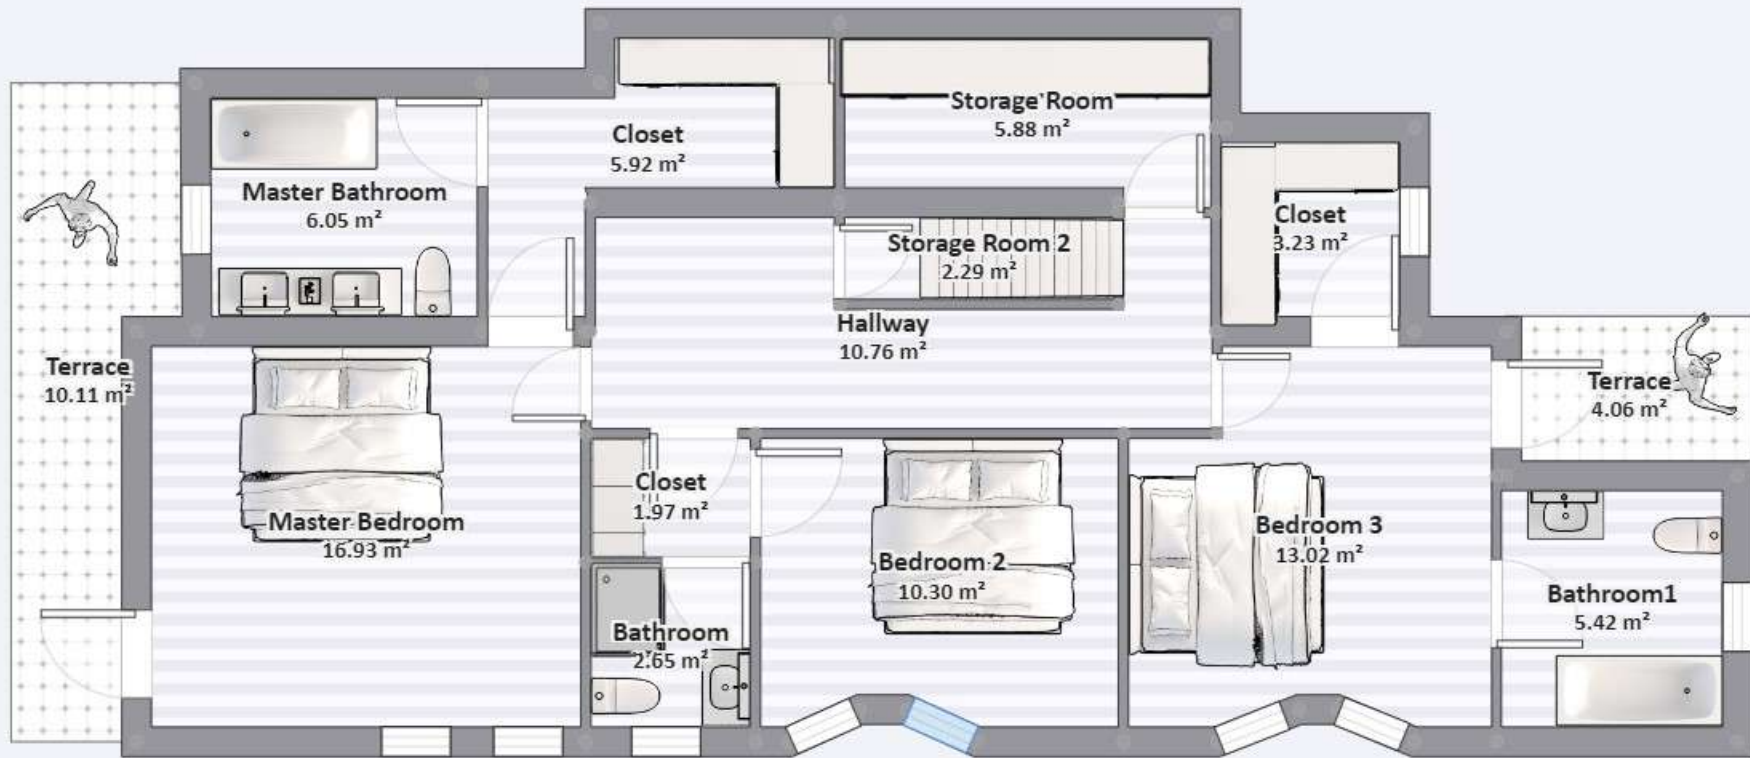 Storage Room
5.88 m²
Closet
5.92 m²
Master Bathroom
6.05 m²
Closet
3.23 m²
Storage Room 2
2.29 m²
Hallway
10.76 m²
Terrace
10.11 m²
Terrace
4.06 m²
Closet
1.97 m²
Master Bedroom
16.93 m²
Bedroom 2
10.30 m²
Bedroom 3
13.02 m²
Bathroom
2.65 m²
Bathroom1
5.42 m²